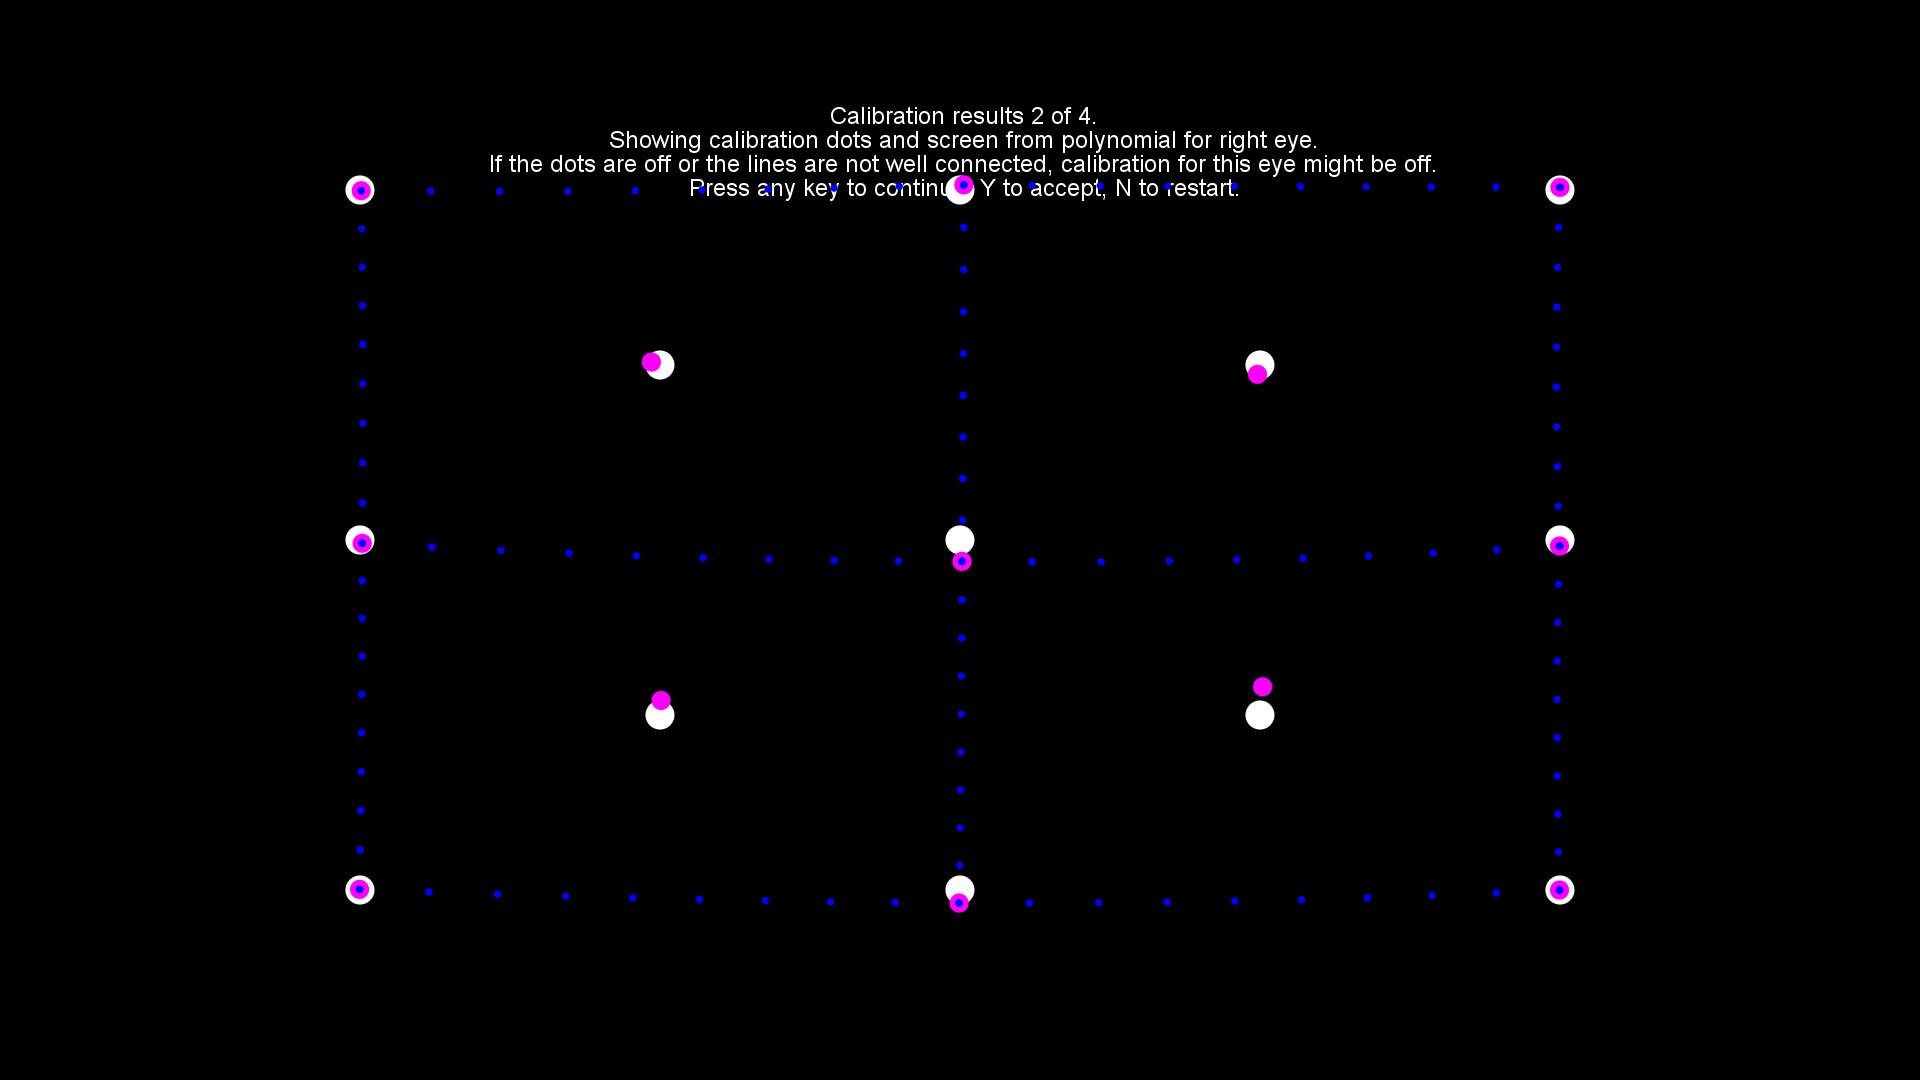 Calibration results 2 of 4.
Showing calibration dots and screen from polynomial for right eye.
If the dots are off or the lines are not well connected, calibration for this eye might be off.
Press any key to continue, Y to accept, N to restart.